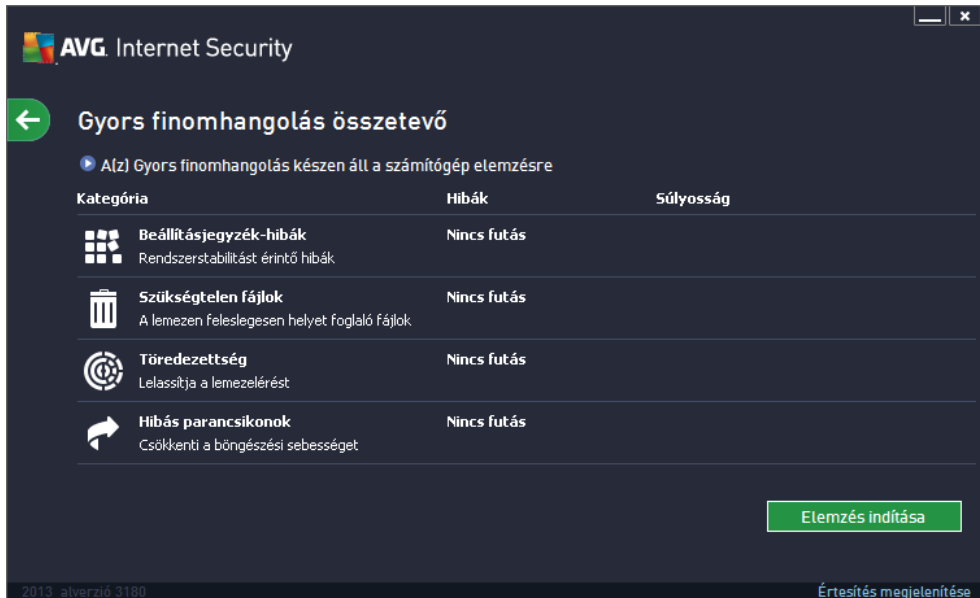 AVG. Internet Security
Gyors finomhangolás összetevő
A(z) Gyors finomhangolás készen áll a számítógép elemzésre
Kategória Hibák Súlyosság
Beállításjegyzék-hibák Nincs futás
Rendszerstabilitást érintő hibák
Szükségtelen fájlok Nincs futás
A lemezen feleslegesen helyet foglaló fájlok
Töredezettség Nincs futás
Lelassítja a lemezelérést
Hibás parancsikonok Nincs futás
Csökkenti a böngészési sebességet
Elemzés indítása
2013 alverzió 3180 Értesítés megjelenítése